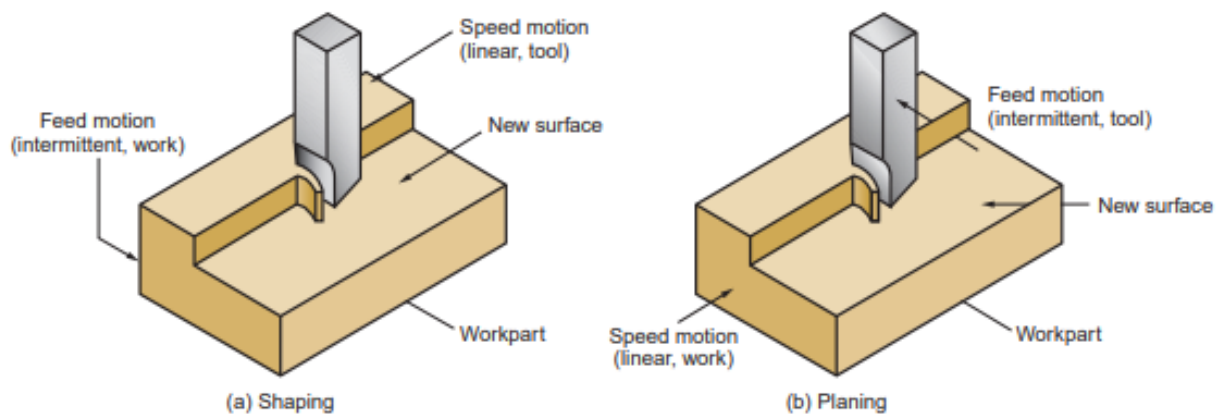 Speed motion
(linear, tool)
Feed motion
(intermittent, work)
New surface
Workpart
(a) Shaping
Feed motion
(intermittent, tool)
New surface
Speed motion
(linear, work)
Workpart
(b) Planing